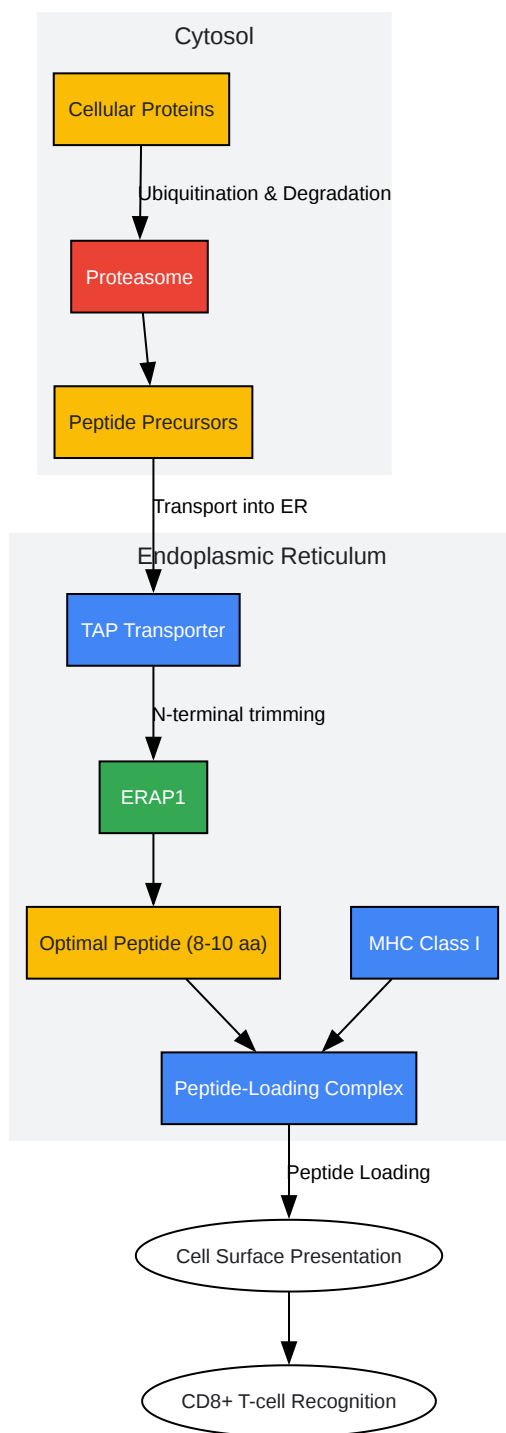 Cytosol
Cellular Proteins
Ubiquitination & Degradation
Proteasome
Peptide Precursors
Transport into ER
Endoplasmic Reticulum
TAP Transporter
N-terminal trimming
ERAP1
Optimal Peptide (8-10 aa)
MHC Class I
Peptide-Loading Complex
Peptide Loading
Cell Surface Presentation
CD8+ T-cell Recognition